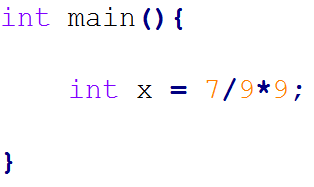 int main(){
int x = 7/9*9;
}